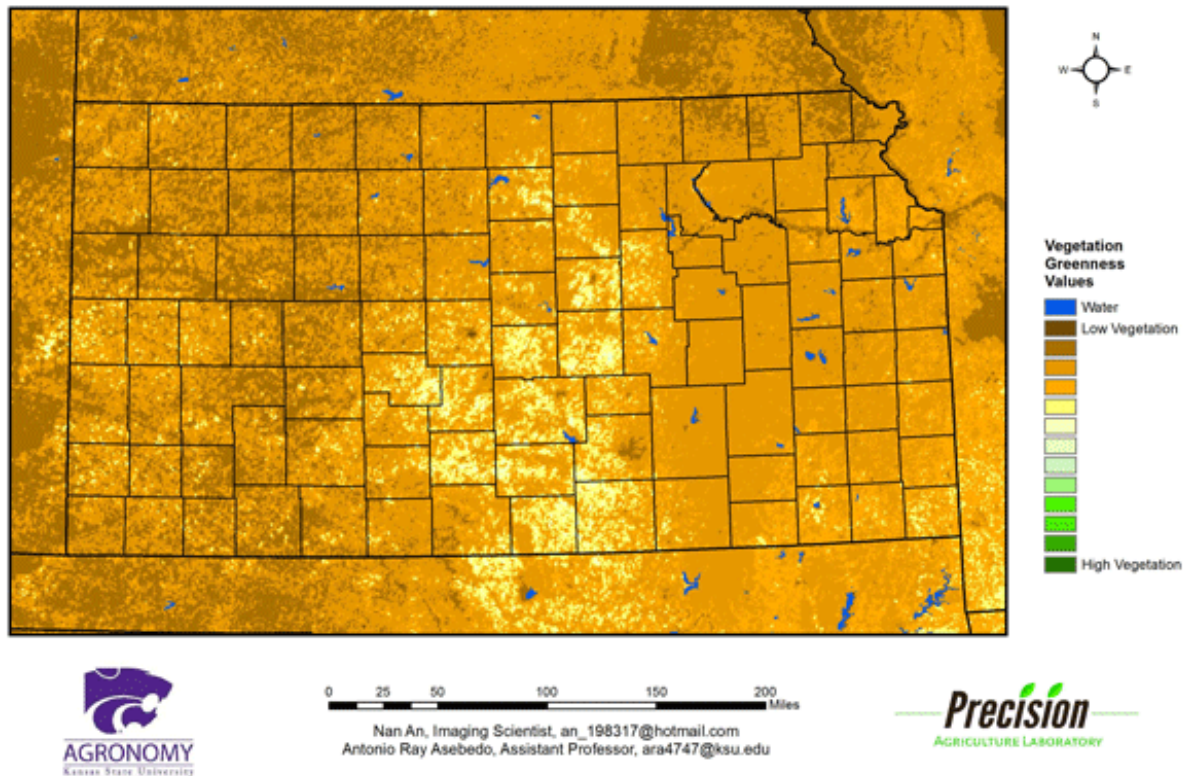 N
W E
S
Vegetation
Greenness
Values
Water
Low Vegetation
High Vegetation
0 25 50 100 150 200
Miles
Nan An, Imaging Scientist, an_198317@hotmail.com
Antonio Ray Asebedo, Assistant Professor, ara4747@ksu.edu
AGRONOMY
Kansas State University
Precision
AGRICULTURE LABORATORY